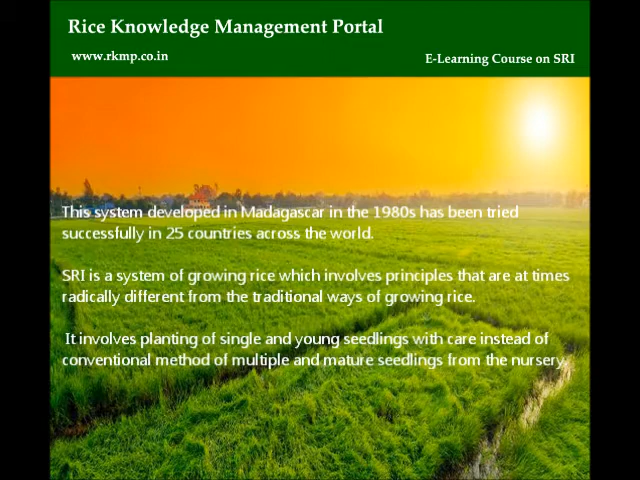 Rice Knowledge Management Portal
www.rkmp.co.in
E-Learning Course on SRI
This system developed in Madagascar in the 1980s has been tried
successfully in 25 countries across the world.
SRI is a system of growing rice which involves principles that are at times
radically different from the traditional ways of growing rice.
It involves planting of single and young seedlings with care instead of
conventional method of multiple and mature seedlings from the nursery.